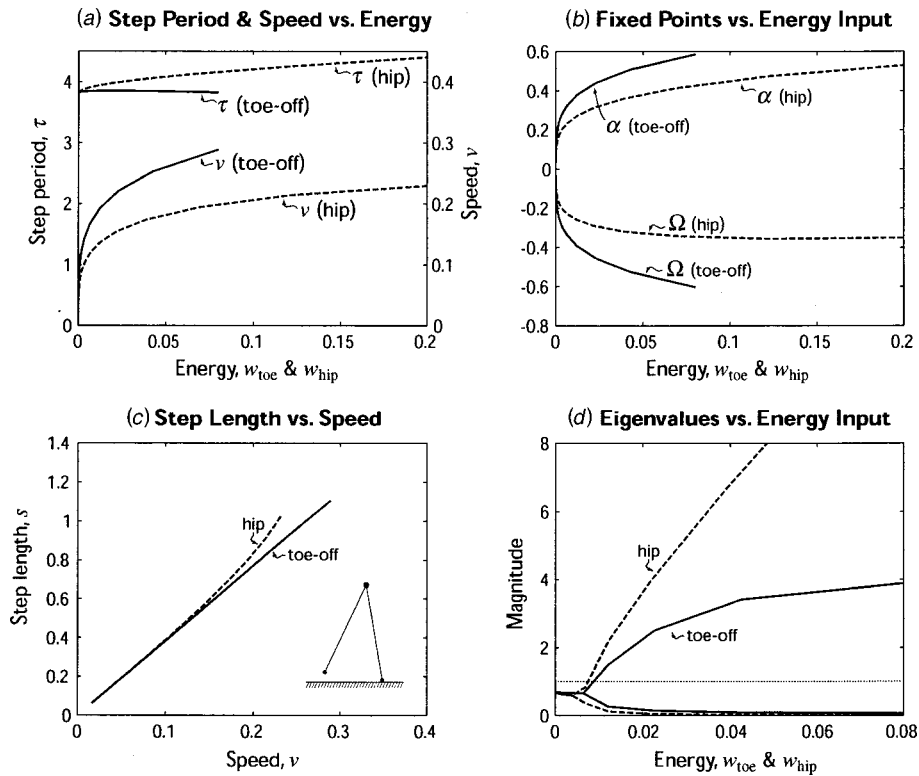 (a) Step Period & Speed vs. Energy
Step period, τ
4
3
2
1
0
0
0.05
0.1
0.15
0.2
0.4
0.3
0.2
0.1
0
Speed, v
τ (hip)
τ (toe-off)
v (toe-off)
v (hip)
Energy, w_toe & w_hip
(b) Fixed Points vs. Energy Input
0.6
0.4
0.2
0
-0.2
-0.4
-0.6
-0.8
0
0.05
0.1
0.15
0.2
α (hip)
α (toe-off)
Ω (hip)
Ω (toe-off)
Energy, w_toe & w_hip
(c) Step Length vs. Speed
Step length, s
1.4
1.2
1
0.8
0.6
0.4
0.2
0
0
0.1
0.2
0.3
0.4
hip
toe-off
Speed, v
(d) Eigenvalues vs. Energy Input
Magnitude
8
6
4
2
0
0
0.02
0.04
0.06
0.08
hip
toe-off
Energy, w_toe & w_hip